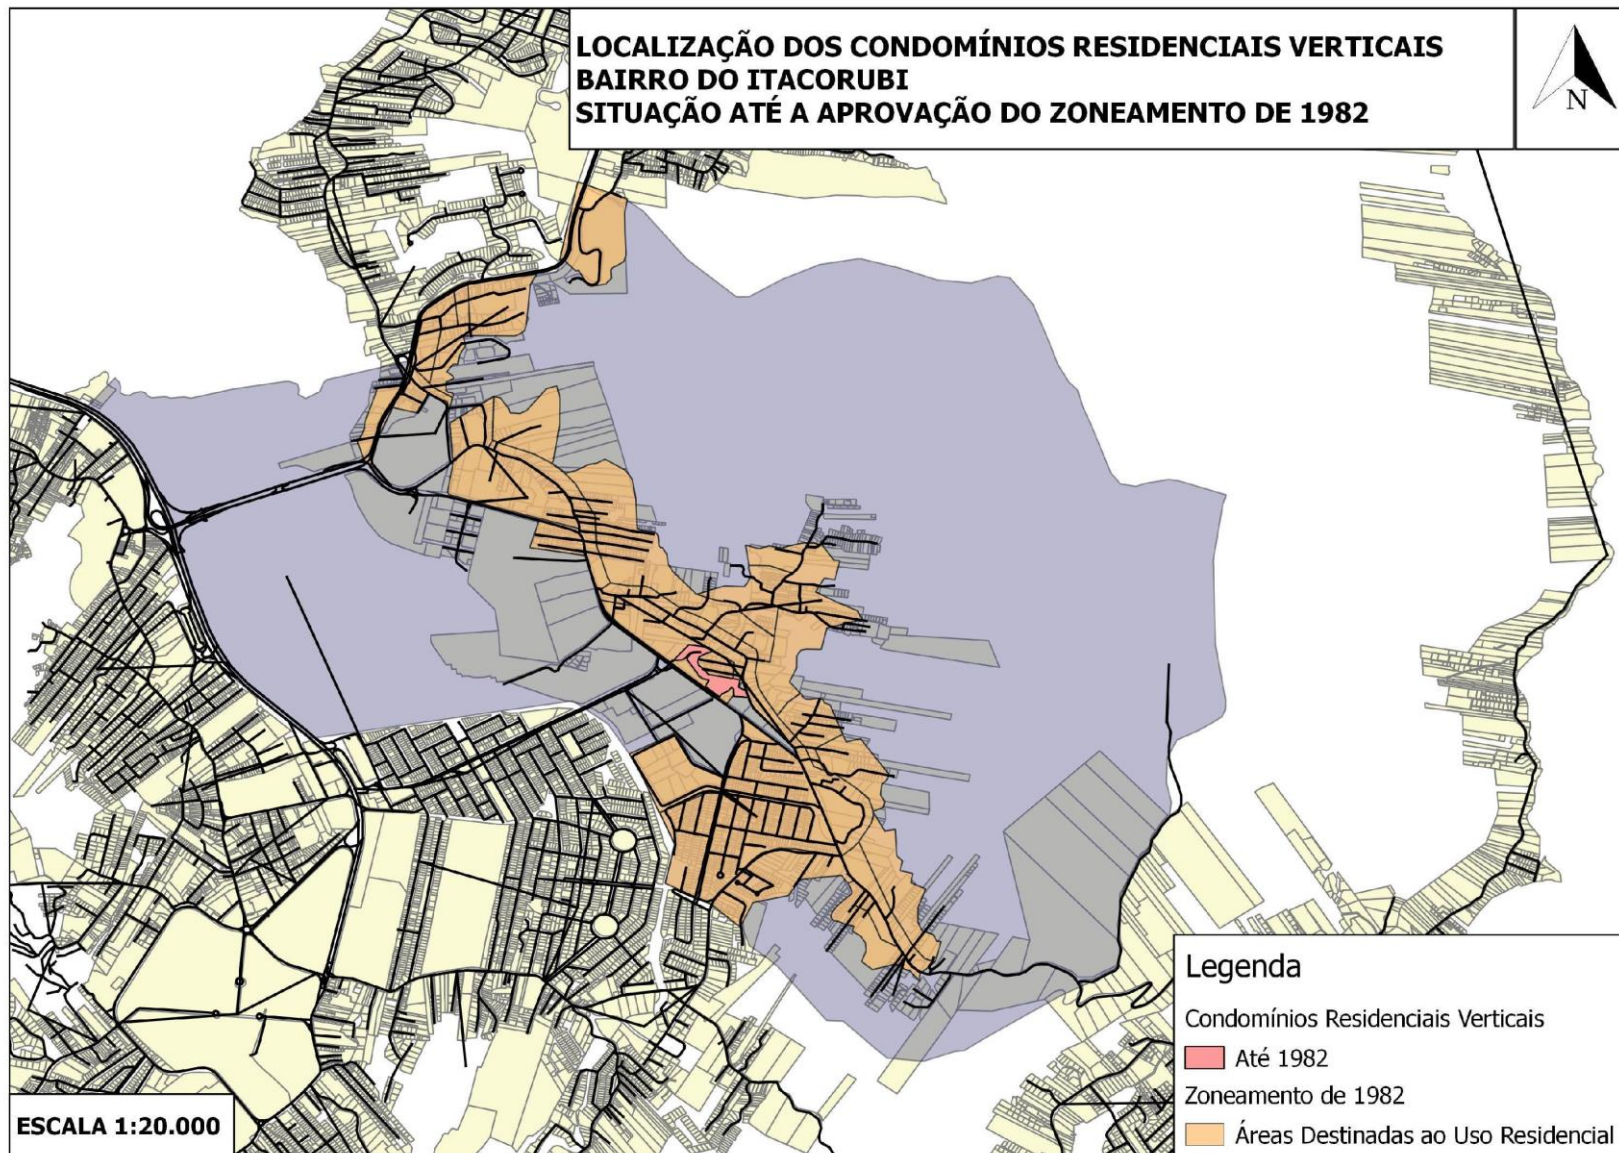 LOCALIZAÇÃO DOS CONDOMÍNIOS RESIDENCIAIS VERTICAIS
BAIRRO DO ITACORUBI
SITUAÇÃO ATÉ A APROVAÇÃO DO ZONEAMENTO DE 1982
N
Legenda
Condomínios Residenciais Verticais
Até 1982
Zoneamento de 1982
Áreas Destinadas ao Uso Residencial
ESCALA 1:20.000